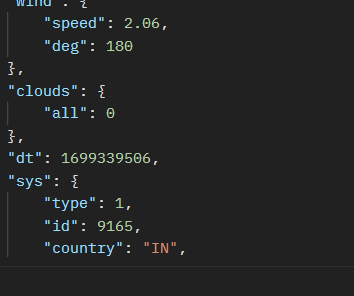 "wind": {
"speed": 2.06,
"deg": 180
},
"clouds": {
"all": 0
},
"dt": 1699339506,
"sys": {
"type": 1,
"id": 9165,
"country": "IN",